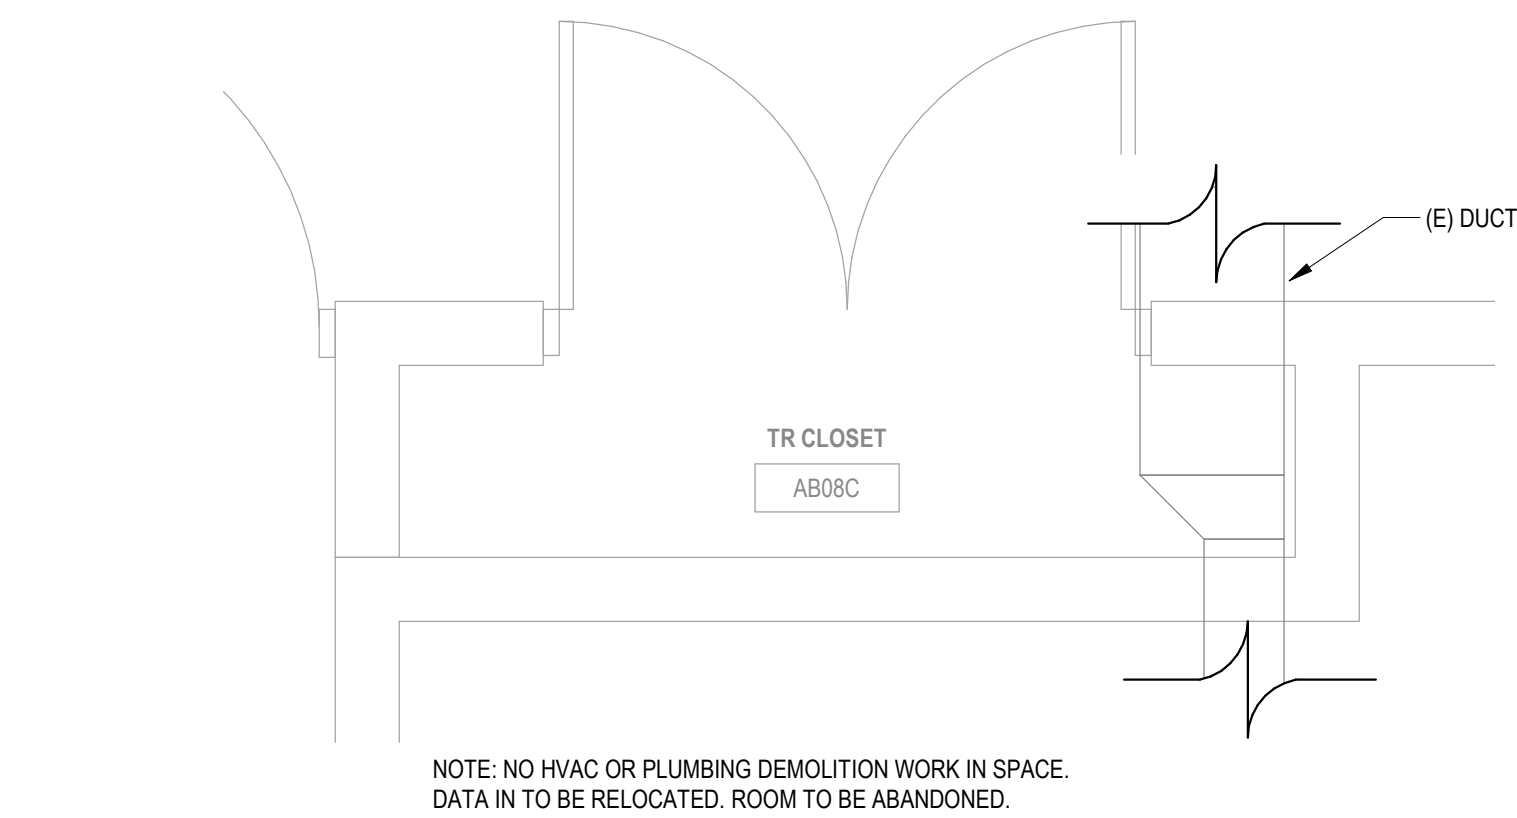 (E) DUCT
TR CLOSET
AB08C
NOTE: NO HVAC OR PLUMBING DEMOLITION WORK IN SPACE.
DATA IN TO BE RELOCATED. ROOM TO BE ABANDONED.